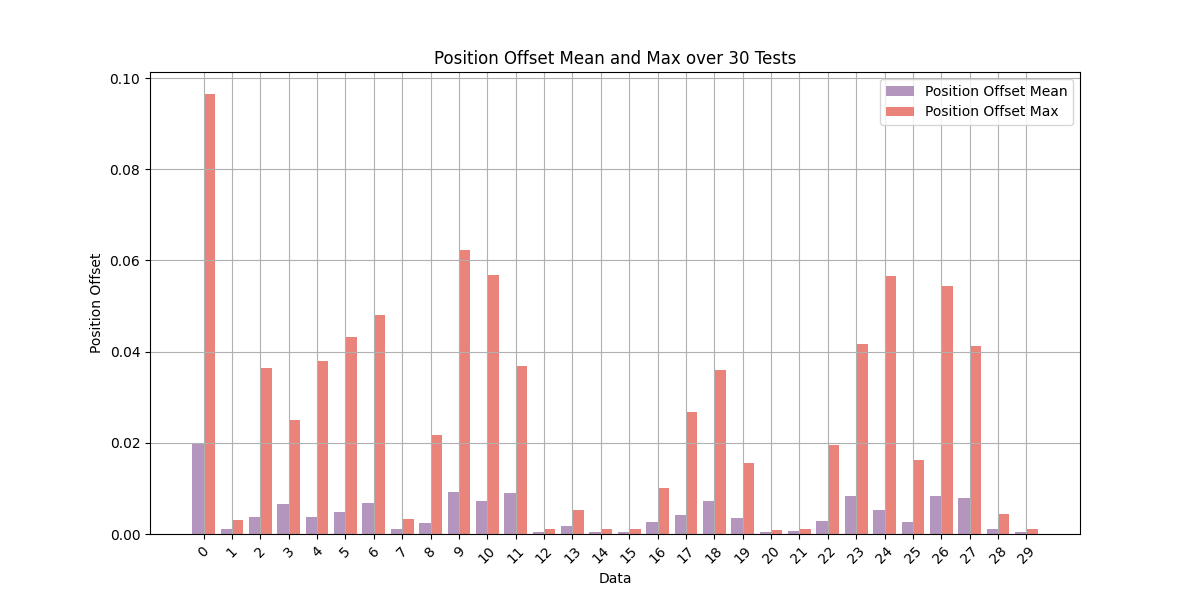 Position Offset Mean and Max over 30 Tests
Position Offset Mean
Position Offset Max
0.10
0.08
0.06
0.04
0.02
0.00
Position Offset
0 1 2 3 4 5 6 7 8 9 10 11 12 13 14 15 16 17 18 19 20 21 22 23 24 25 26 27 28 29
Data